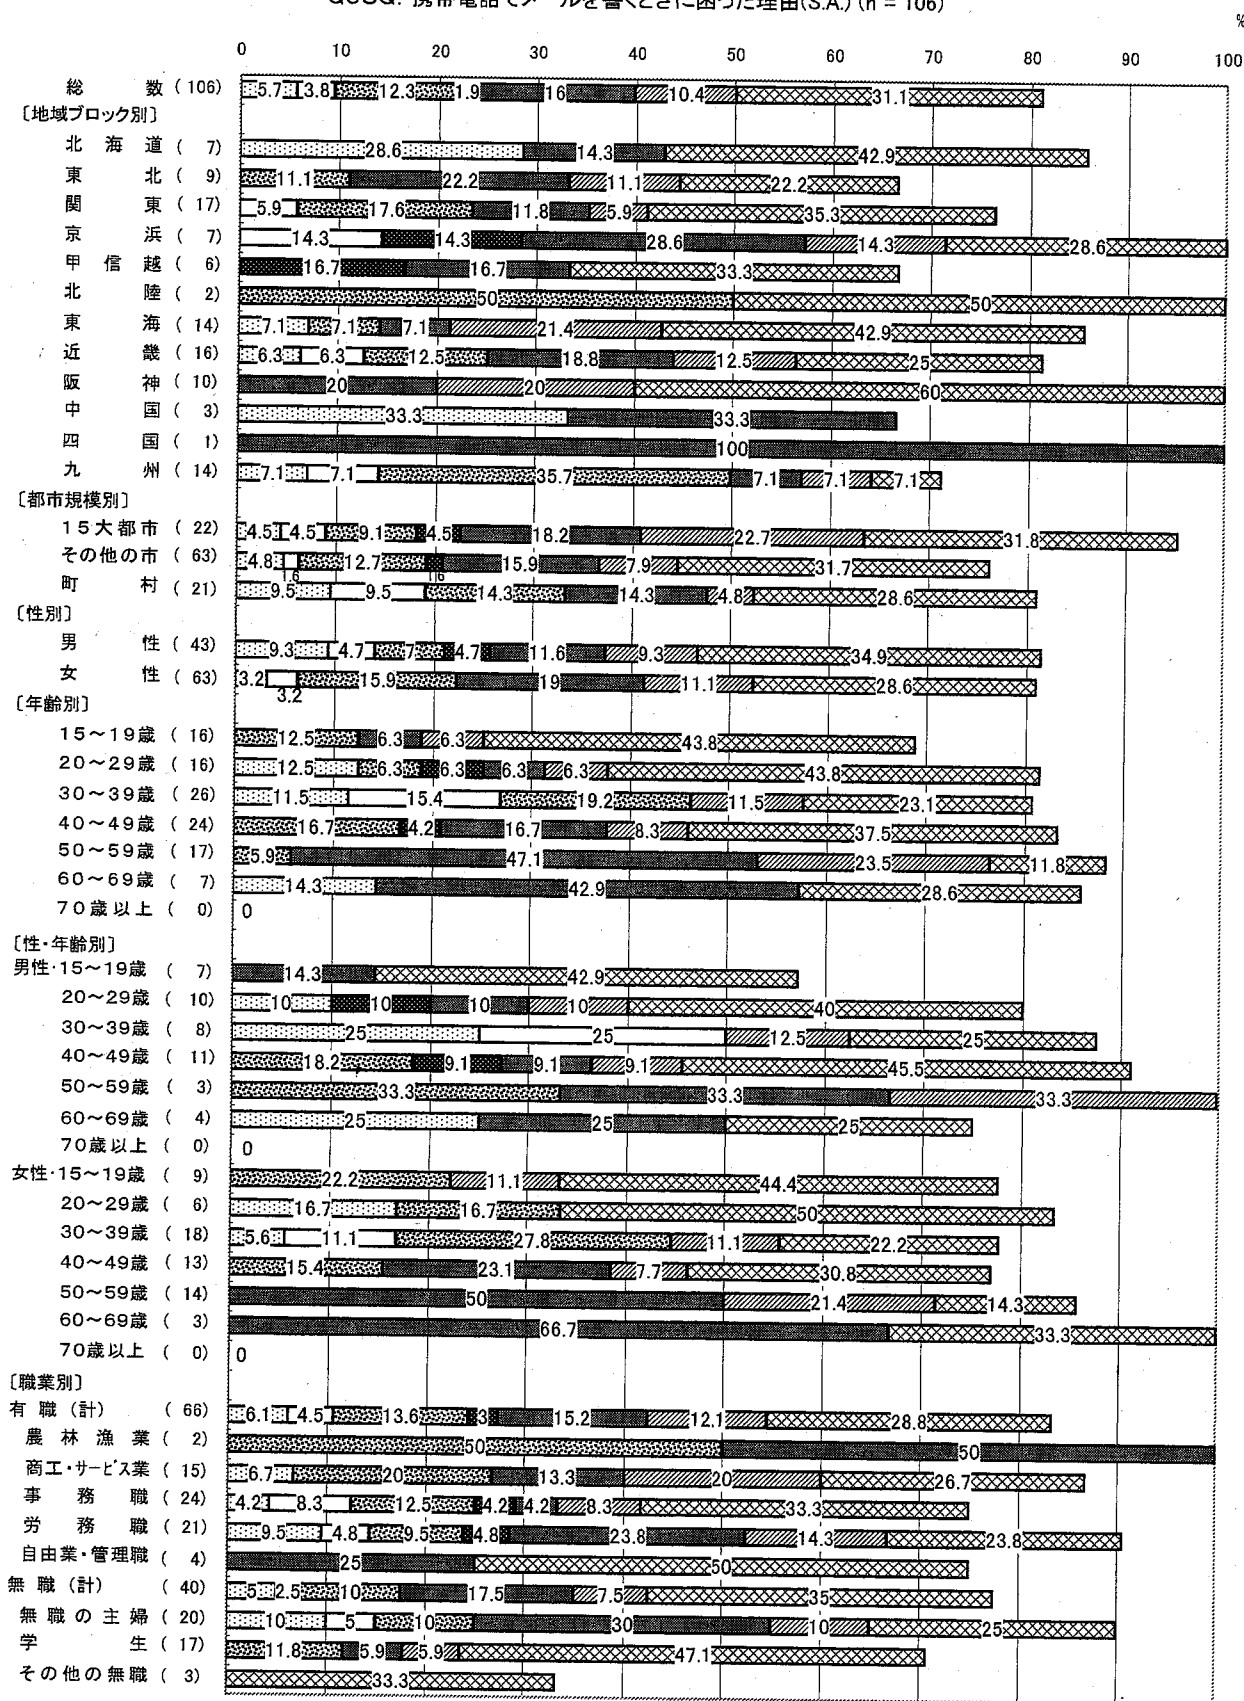 携帯電話でメールを書くときに困った理由(S.A.) (n = 106)
%
0 10 20 30 40 50 60 70 80 90 100
総数 (106) 5.7 3.8 12.3 1.9 16 10.4 31.1
〔地域ブロック別〕
北海道 ( 7) 28.6 14.3 42.9
東北 ( 9) 11.1 22.2 11.1 22.2
関東 ( 17) 5.9 17.6 11.8 5.9 35.3
京浜 ( 7) 14.3 14.3 28.6 14.3 28.6
甲信越 ( 6) 16.7 16.7 33.3
北陸 ( 2) 50 50
東海 ( 14) 7.1 7.1 7.1 21.4 42.9
近畿 ( 16) 6.3 6.3 12.5 18.8 12.5 25
阪神 ( 10) 20 20 60
中国 ( 3) 33.3 33.3
四国 ( 1) 100
九州 ( 14) 7.1 7.1 35.7 7.1 7.1 7.1
〔都市規模別〕
15大都市 ( 22) 4.5 4.5 9.1 4.5 18.2 22.7 31.8
その他の市 ( 63) 4.8 1.6 12.7 1.6 15.9 7.9 31.7
町村 ( 21) 9.5 9.5 14.3 14.3 4.8 28.6
〔性別〕
男性 ( 43) 9.3 4.7 7 4.7 11.6 9.3 34.9
女性 ( 63) 3.2 3.2 15.9 19 11.1 28.6
〔年齢別〕
15〜19歳 ( 16) 12.5 6.3 6.3 43.8
20〜29歳 ( 16) 12.5 6.3 6.3 6.3 6.3 43.8
30〜39歳 ( 26) 11.5 15.4 19.2 11.5 23.1
40〜49歳 ( 24) 16.7 4.2 16.7 8.3 37.5
50〜59歳 ( 17) 5.9 47.1 23.5 11.8
60〜69歳 ( 7) 14.3 42.9 28.6
70歳以上 ( 0) 0
〔性・年齢別〕
男性・15〜19歳 ( 7) 14.3 42.9
20〜29歳 ( 10) 10 10 10 10 40
30〜39歳 ( 8) 25 25 12.5 25
40〜49歳 ( 11) 18.2 9.1 9.1 9.1 45.5
50〜59歳 ( 3) 33.3 33.3 33.3
60〜69歳 ( 4) 25 25 25
70歳以上 ( 0) 0
女性・15〜19歳 ( 9) 22.2 11.1 44.4
20〜29歳 ( 6) 16.7 16.7 50
30〜39歳 ( 18) 5.6 11.1 27.8 11.1 22.2
40〜49歳 ( 13) 15.4 23.1 7.7 30.8
50〜59歳 ( 14) 50 21.4 14.3
60〜69歳 ( 3) 66.7 33.3
70歳以上 ( 0) 0
〔職業別〕
有職(計) ( 66) 6.1 4.5 13.6 3 15.2 12.1 28.8
農林漁業 ( 2) 50 50
商工・サービス業 ( 15) 6.7 20 13.3 20 26.7
事務職 ( 24) 4.2 8.3 12.5 4.2 4.2 8.3 33.3
労務職 ( 21) 9.5 4.8 9.5 4.8 23.8 14.3 23.8
自由業・管理職 ( 4) 25 50
無職(計) ( 40) 5 2.5 10 17.5 7.5 35
無職の主婦 ( 20) 10 5 10 30 10 25
学生 ( 17) 11.8 5.9 5.9 47.1
その他の無職 ( 3) 33.3